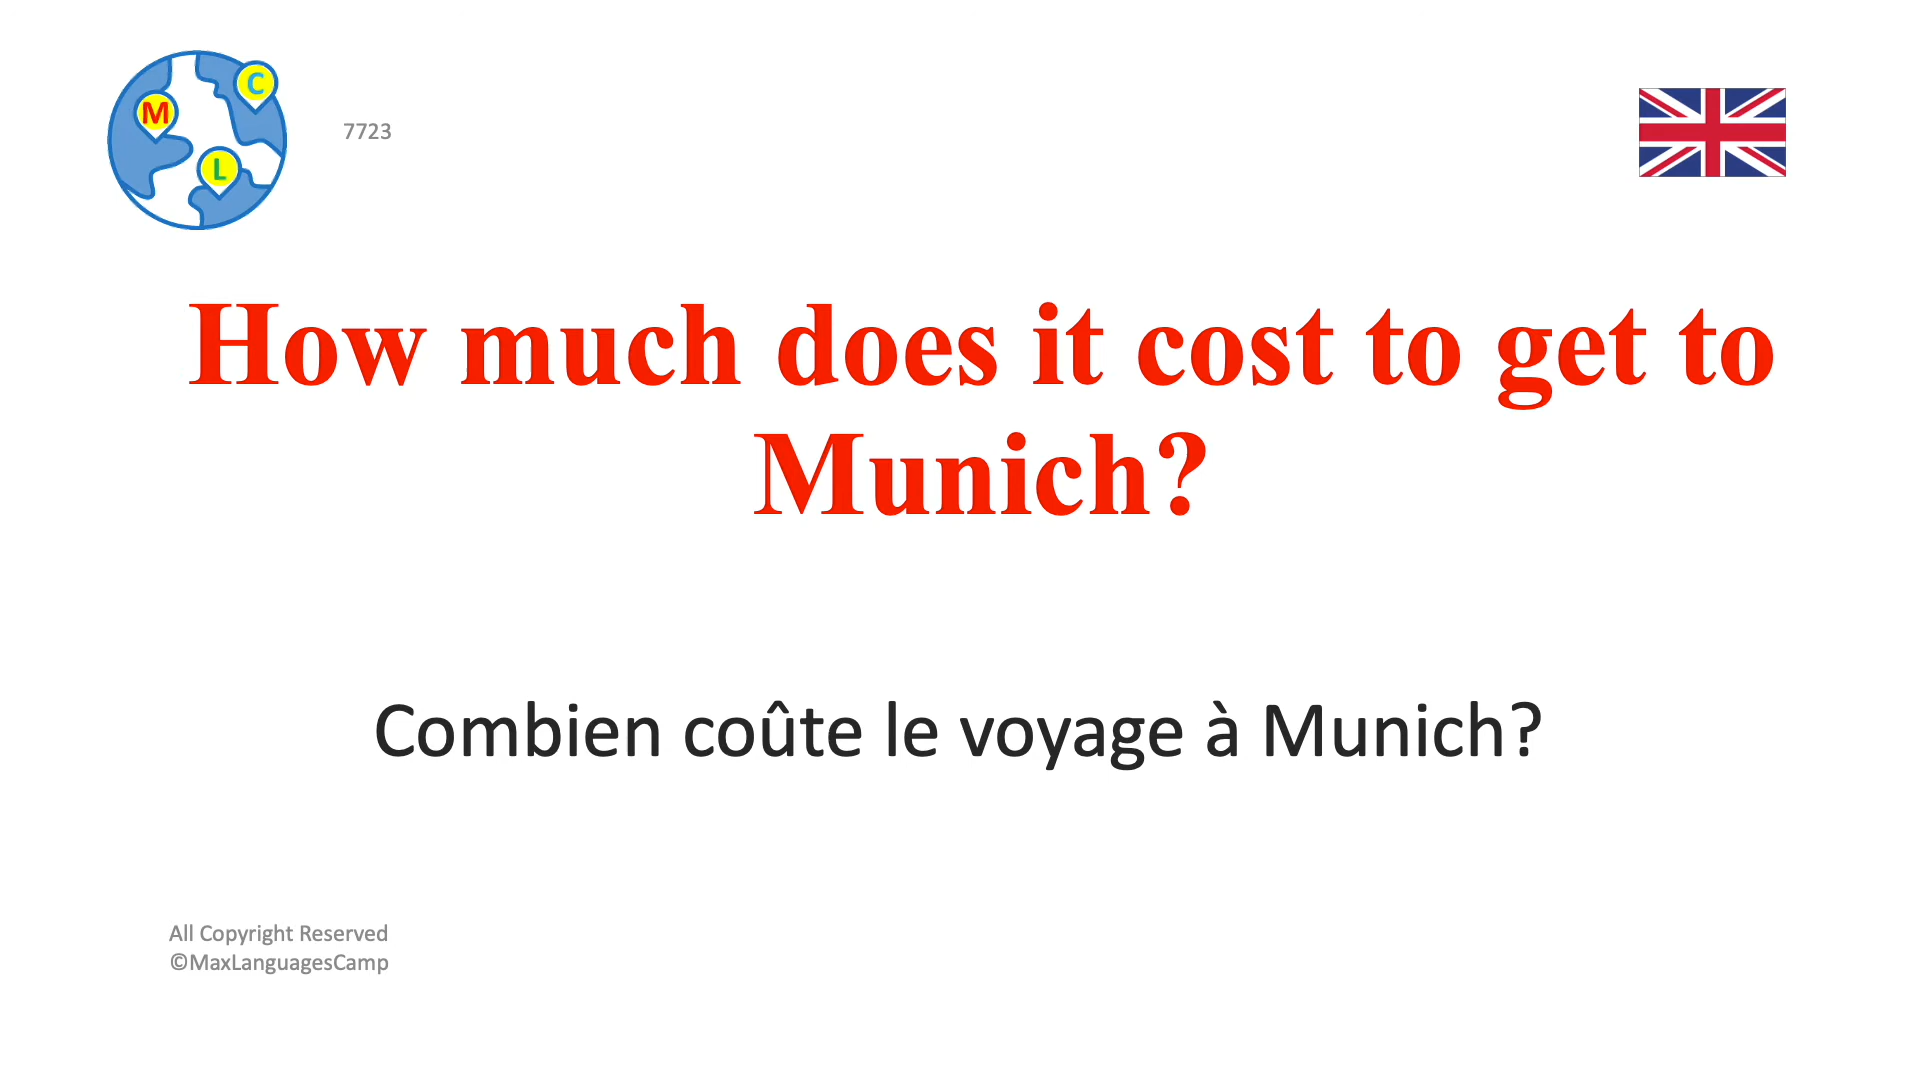 M
C
L
7723
How much does it cost to get to
Munich?
Combien coûte le voyage à Munich?
All Copyright Reserved
©MaxLanguagesCamp